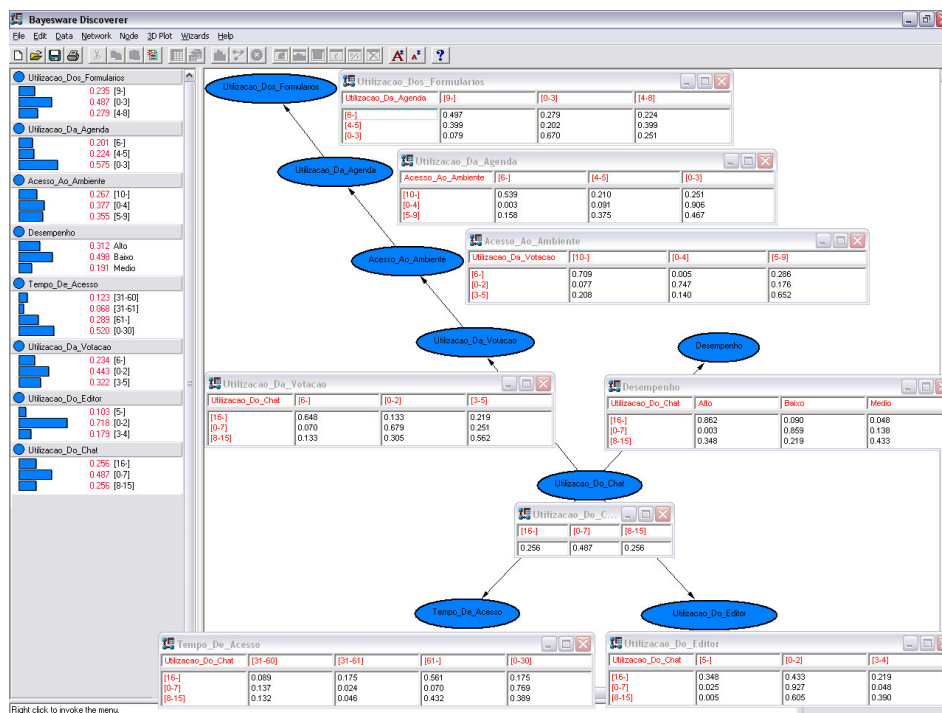 Bayesware Discoverer
File Edit Data Network Node 3D Plot Wizards Help
Utilizacao_Dos_Formularios
0.235 [9-]
0.487 [0-3]
0.279 [4-8]
Utilizacao_Da_Agenda
0.201 [6-]
0.224 [4-5]
0.575 [0-3]
Acesso_Ao_Ambiente
0.267 [10-]
0.377 [0-4]
0.355 [5-9]
Desempenho
0.312 Alto
0.498 Baixo
0.191 Medio
Tempo_De_Acesso
0.123 [31-60]
0.068 [31-61]
0.289 [61-]
0.520 [0-30]
Utilizacao_Da_Votacao
0.234 [6-]
0.443 [0-2]
0.322 [3-5]
Utilizacao_Do_Editor
0.103 [5-]
0.718 [0-2]
0.179 [3-4]
Utilizacao_Do_Chat
0.256 [16-]
0.487 [0-7]
0.256 [8-15]
Utilizacao_Dos_Formularios
Utilizacao_Dos_Formularios
Utilizacao_Da_Agenda [9-] [0-3] [4-8]
[6-] 0.497 0.279 0.224
[4-5] 0.399 0.202 0.399
[0-3] 0.079 0.670 0.251
Utilizacao_Da_Agenda
Utilizacao_Da_Agenda
Acesso_Ao_Ambiente [6-] [4-5] [0-3]
[10-] 0.539 0.210 0.251
[0-4] 0.003 0.091 0.906
[5-9] 0.158 0.375 0.467
Acesso_Ao_Ambiente
Acesso_Ao_Ambiente
Utilizacao_Da_Votacao [10-] [0-4] [5-9]
[6-] 0.709 0.005 0.286
[0-2] 0.077 0.747 0.176
[3-5] 0.208 0.140 0.652
Utilizacao_Da_Votacao
Desempenho
Utilizacao_Da_Votacao
Utilizacao_Do_Chat [6-] [0-2] [3-5]
[16-] 0.648 0.133 0.219
[0-7] 0.070 0.679 0.251
[8-15] 0.133 0.305 0.562
Desempenho
Utilizacao_Do_Chat Alto Baixo Medio
[16-] 0.862 0.090 0.048
[0-7] 0.003 0.859 0.138
[8-15] 0.348 0.219 0.433
Utilizacao_Do_Chat
Utilizacao_Do_C...
[16-] [0-7] [8-15]
0.256 0.487 0.256
Tempo_De_Acesso
Utilizacao_Do_Editor
Tempo_De_Acesso
Utilizacao_Do_Chat [31-60] [31-61] [61-] [0-30]
[16-] 0.089 0.175 0.561 0.175
[0-7] 0.137 0.024 0.070 0.769
[8-15] 0.132 0.046 0.432 0.389
Utilizacao_Do_Editor
Utilizacao_Do_Chat [5-] [0-2] [3-4]
[16-] 0.348 0.433 0.219
[0-7] 0.025 0.927 0.048
[8-15] 0.005 0.605 0.390
Right click to invoke the menu.